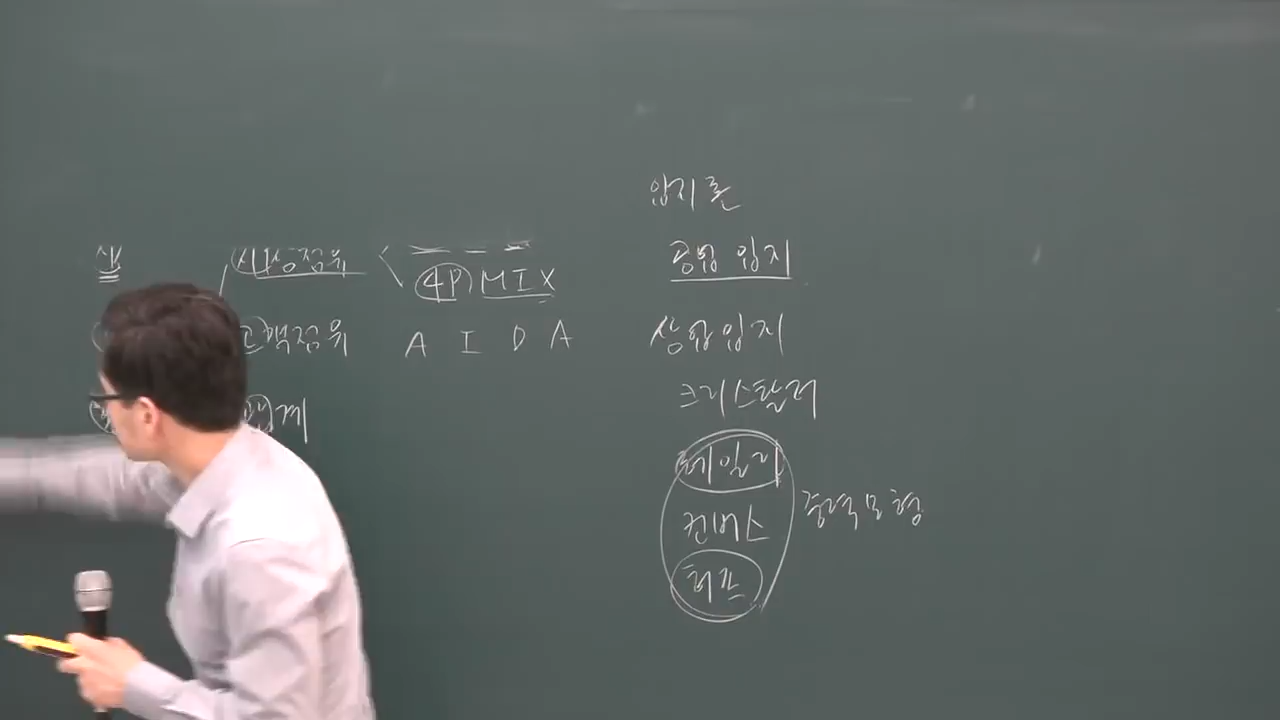 시장점유
4P MIX
고객점유 A I D A
입지론
공업 입지
상업입지
크리스탈러
레일리
컨버스
허프
중력모형